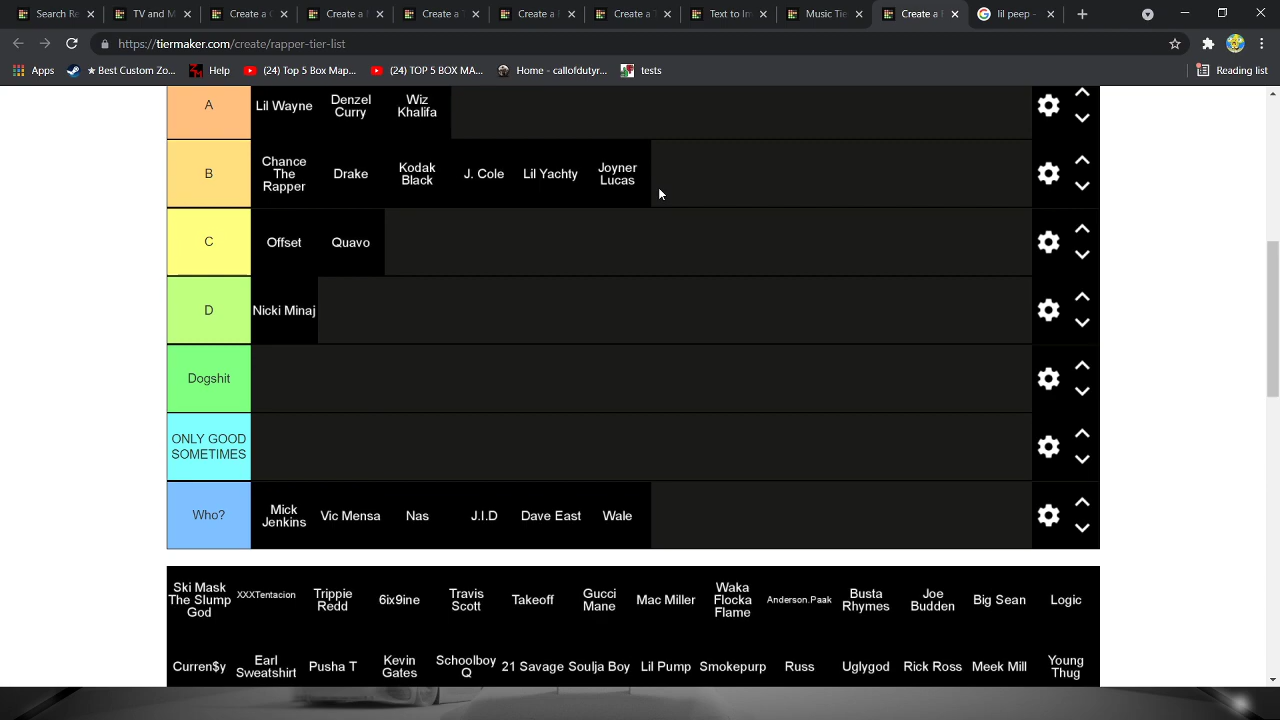 Search Re
TV and M
Create a C
Create a N
Create a T
Create a F
Create a T
Text to Im
Music Tie
Create a F
lil peep -
https://tiermaker.com/create/rapper-tier-list
Apps
★ Best Custom Zo...
Help
(24) Top 5 Box Map...
(24) TOP 5 BOX MA...
Home - callofdutyr...
tests
Reading list
A
Lil Wayne
Denzel
Curry
Wiz
Khalifa
B
Chance
The
Rapper
Drake
Kodak
Black
J. Cole
Lil Yachty
Joyner
Lucas
C
Offset
Quavo
D
Nicki Minaj
Dogshit
ONLY GOOD
SOMETIMES
Who?
Mick
Jenkins
Vic Mensa
Nas
J.I.D
Dave East
Wale
Ski Mask
The Slump
God
XXXTentacion
Trippie
Redd
6ix9ine
Travis
Scott
Takeoff
Gucci
Mane
Mac Miller
Waka
Flocka
Flame
Anderson.Paak
Busta
Rhymes
Joe
Budden
Big Sean
Logic
Curren$y
Earl
Sweatshirt
Pusha T
Kevin
Gates
Schoolboy
Q
21 Savage
Soulja Boy
Lil Pump
Smokepurp
Russ
Uglygod
Rick Ross
Meek Mill
Young
Thug